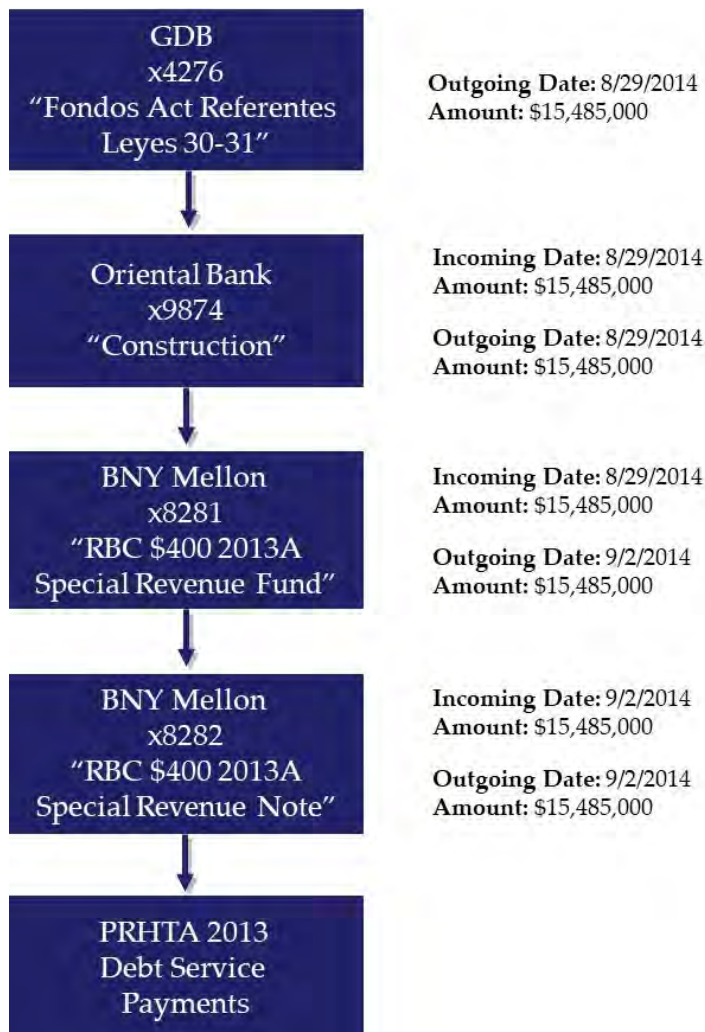 GDB
x4276
“Fondos Act Referentes
Leyes 30-31”
Outgoing Date: 8/29/2014
Amount: $15,485,000
Oriental Bank
x9874
“Construction”
Incoming Date: 8/29/2014
Amount: $15,485,000
Outgoing Date: 8/29/2014
Amount: $15,485,000
BNY Mellon
x8281
“RBC $400 2013A
Special Revenue Fund”
Incoming Date: 8/29/2014
Amount: $15,485,000
Outgoing Date: 9/2/2014
Amount: $15,485,000
BNY Mellon
x8282
“RBC $400 2013A
Special Revenue Note”
Incoming Date: 9/2/2014
Amount: $15,485,000
Outgoing Date: 9/2/2014
Amount: $15,485,000
PRHTA 2013
Debt Service
Payments